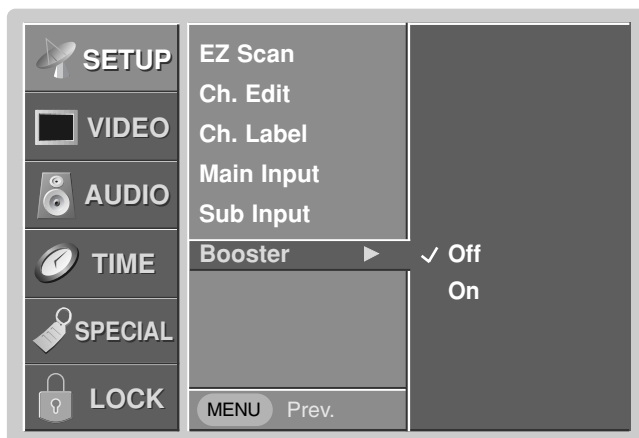 SETUP
VIDEO
AUDIO
TIME
SPECIAL
LOCK
EZ Scan
Ch. Edit
Ch. Label
Main Input
Sub Input
Booster ►
✓ Off
On
MENU Prev.